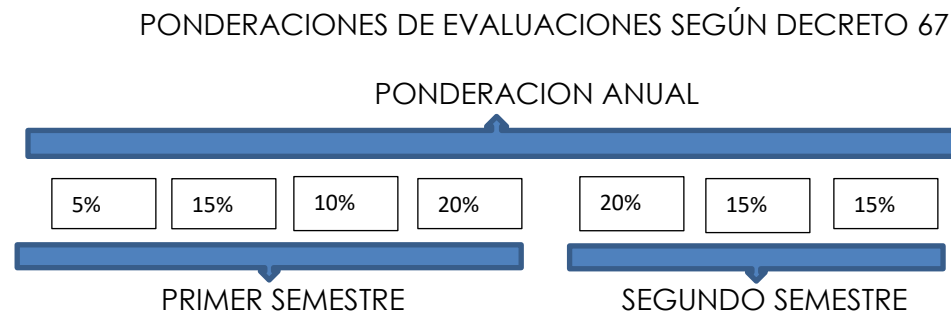 PONDERACIONES DE EVALUACIONES SEGÚN DECRETO 67
PONDERACION ANUAL
5% 15% 10% 20% 20% 15% 15%
PRIMER SEMESTRE SEGUNDO SEMESTRE